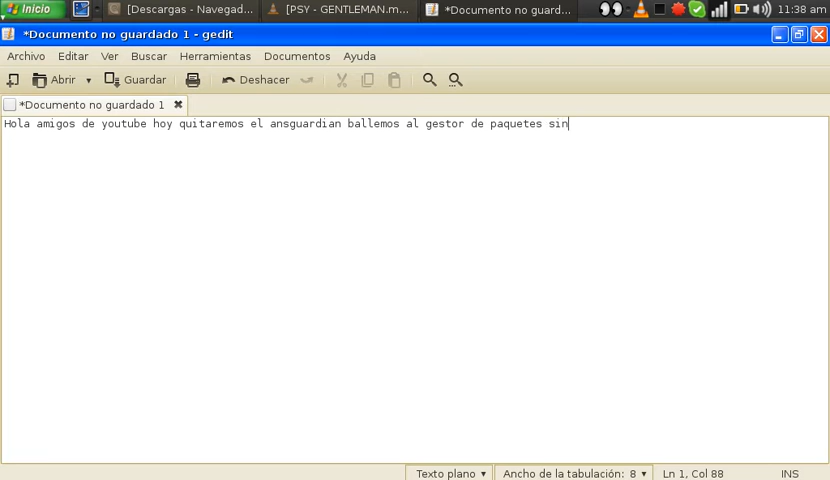 Inicio [Descargas - Navegad... [PSY - GENTLEMAN.m... *Documento no guard... 11:38 am
*Documento no guardado 1 - gedit
Archivo Editar Ver Buscar Herramientas Documentos Ayuda
Abrir Guardar Deshacer
*Documento no guardado 1
Hola amigos de youtube hoy quitaremos el ansguardian ballemos al gestor de paquetes sin
Texto plano Ancho de la tabulación: 8 Ln 1, Col 88 INS